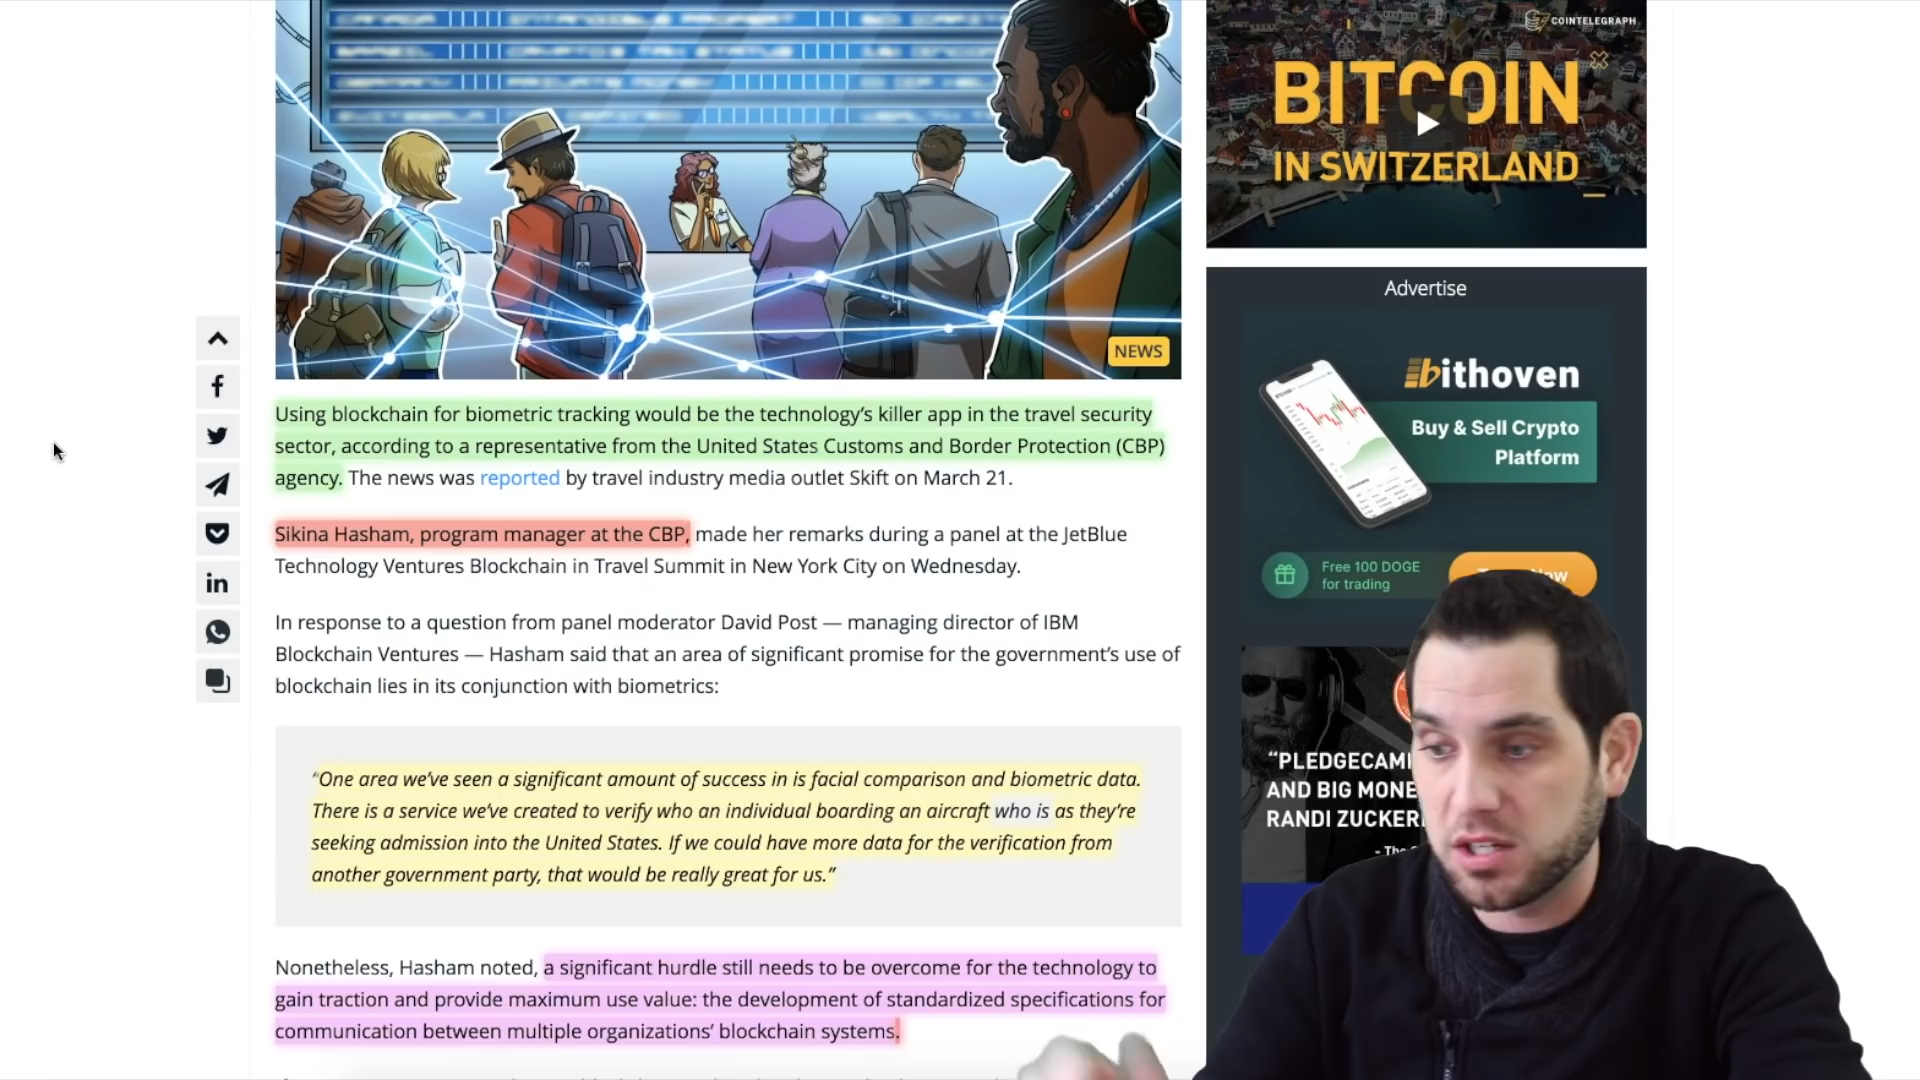 COINTELEGRAPH
BITCOIN
IN SWITZERLAND
NEWS
Using blockchain for biometric tracking would be the technology’s killer app in the travel security
sector, according to a representative from the United States Customs and Border Protection (CBP)
agency. The news was reported by travel industry media outlet Skift on March 21.
Sikina Hasham, program manager at the CBP, made her remarks during a panel at the JetBlue
Technology Ventures Blockchain in Travel Summit in New York City on Wednesday.
In response to a question from panel moderator David Post — managing director of IBM
Blockchain Ventures — Hasham said that an area of significant promise for the government’s use of
blockchain lies in its conjunction with biometrics:
“One area we’ve seen a significant amount of success in is facial comparison and biometric data.
There is a service we’ve created to verify who an individual boarding an aircraft who is as they’re
seeking admission into the United States. If we could have more data for the verification from
another government party, that would be really great for us.”
Nonetheless, Hasham noted, a significant hurdle still needs to be overcome for the technology to
gain traction and provide maximum use value: the development of standardized specifications for
communication between multiple organizations’ blockchain systems.
Advertise
bithoven
Buy & Sell Crypto
Platform
Free 100 DOGE
for trading
“PLEDGECAM
AND BIG MONE
RANDI ZUCKER